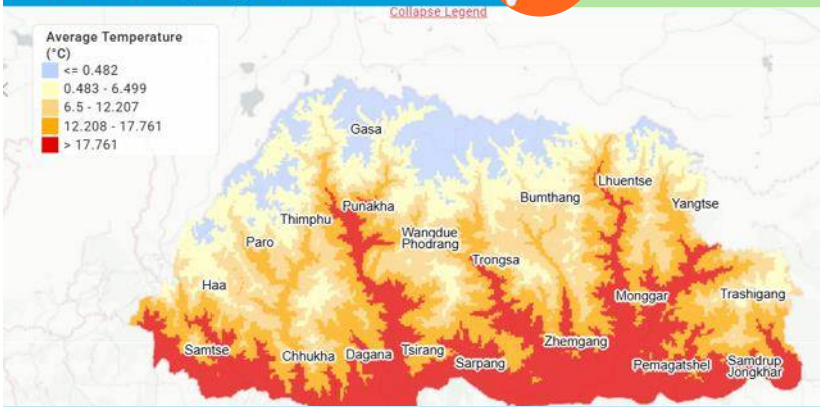 Collapse Legend
Average Temperature
(°C)
<= 0.482
0.483 - 6.499
6.5 - 12.207
12.208 - 17.761
> 17.761
Gasa
Lhuentse
Bumthang
Yangtse
Punakha
Thimphu
Wangdue
Phodrang
Paro
Trongsa
Haa
Monggar
Trashigang
Zhemgang
Samtse
Chhukha
Dagana
Tsirang
Sarpang
Pemagatshel
Samdrup
Jongkhar